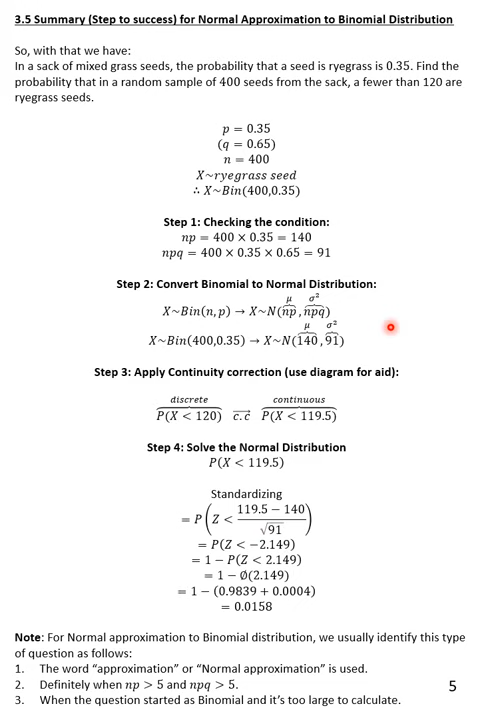 3.5 Summary (Step to success) for Normal Approximation to Binomial Distribution
So, with that we have:
In a sack of mixed grass seeds, the probability that a seed is ryegrass is 0.35. Find the
probability that in a random sample of 400 seeds from the sack, a fewer than 120 are
ryegrass seeds.
p = 0.35
(q = 0.65)
n = 400
X~ryegrass seed
∴ X~Bin(400,0.35)
Step 1: Checking the condition:
np = 400 × 0.35 = 140
npq = 400 × 0.35 × 0.65 = 91
Step 2: Convert Binomial to Normal Distribution:
μ σ²
X~Bin(n, p) → X~N(np, npq)
μ σ²
X~Bin(400,0.35) → X~N(140, 91)
Step 3: Apply Continuity correction (use diagram for aid):
discrete continuous
P(X < 120) c.c P(X < 119.5)
Step 4: Solve the Normal Distribution
P(X < 119.5)
Standardizing
= P(Z < (119.5 − 140)/√91)
= P(Z < −2.149)
= 1 − P(Z < 2.149)
= 1 − Ø(2.149)
= 1 − (0.9839 + 0.0004)
= 0.0158
Note: For Normal approximation to Binomial distribution, we usually identify this type
of question as follows:
1. The word “approximation” or “Normal approximation” is used.
2. Definitely when np > 5 and npq > 5.
3. When the question started as Binomial and it’s too large to calculate.
5